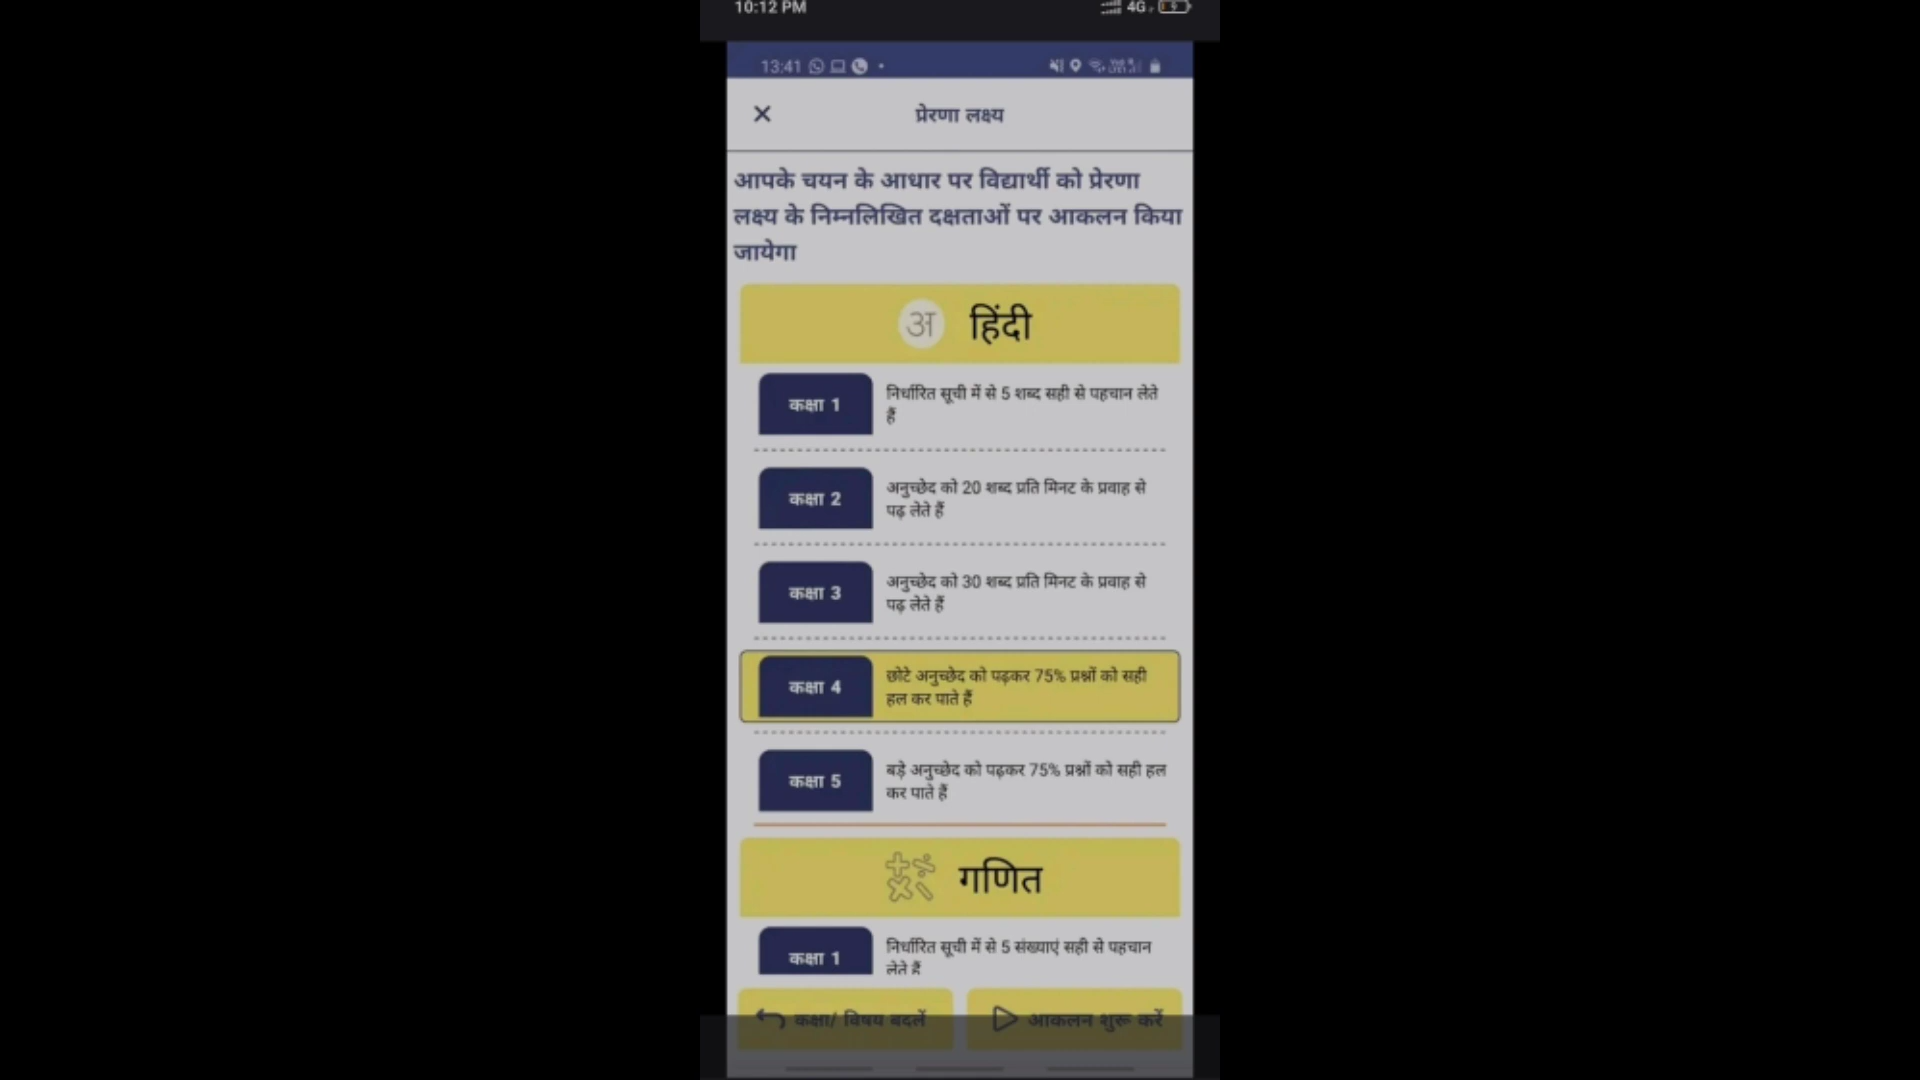 10:12 PM
4G
13:41
प्रेरणा लक्ष्य
आपके चयन के आधार पर विद्यार्थी को प्रेरणा
लक्ष्य के निम्नलिखित दक्षताओं पर आकलन किया
जायेगा
अ हिंदी
कक्षा 1
निर्धारित सूची में से 5 शब्द सही से पहचान लेते
हैं
कक्षा 2
अनुच्छेद को 20 शब्द प्रति मिनट के प्रवाह से
पढ़ लेते हैं
कक्षा 3
अनुच्छेद को 30 शब्द प्रति मिनट के प्रवाह से
पढ़ लेते हैं
कक्षा 4
छोटे अनुच्छेद को पढ़कर 75% प्रश्नों को सही
हल कर पाते हैं
कक्षा 5
बड़े अनुच्छेद को पढ़कर 75% प्रश्नों को सही हल
कर पाते हैं
गणित
कक्षा 1
निर्धारित सूची में से 5 संख्याएं सही से पहचान
लेते हैं
कक्षा/ विषय बदलें
आकलन शुरू करें